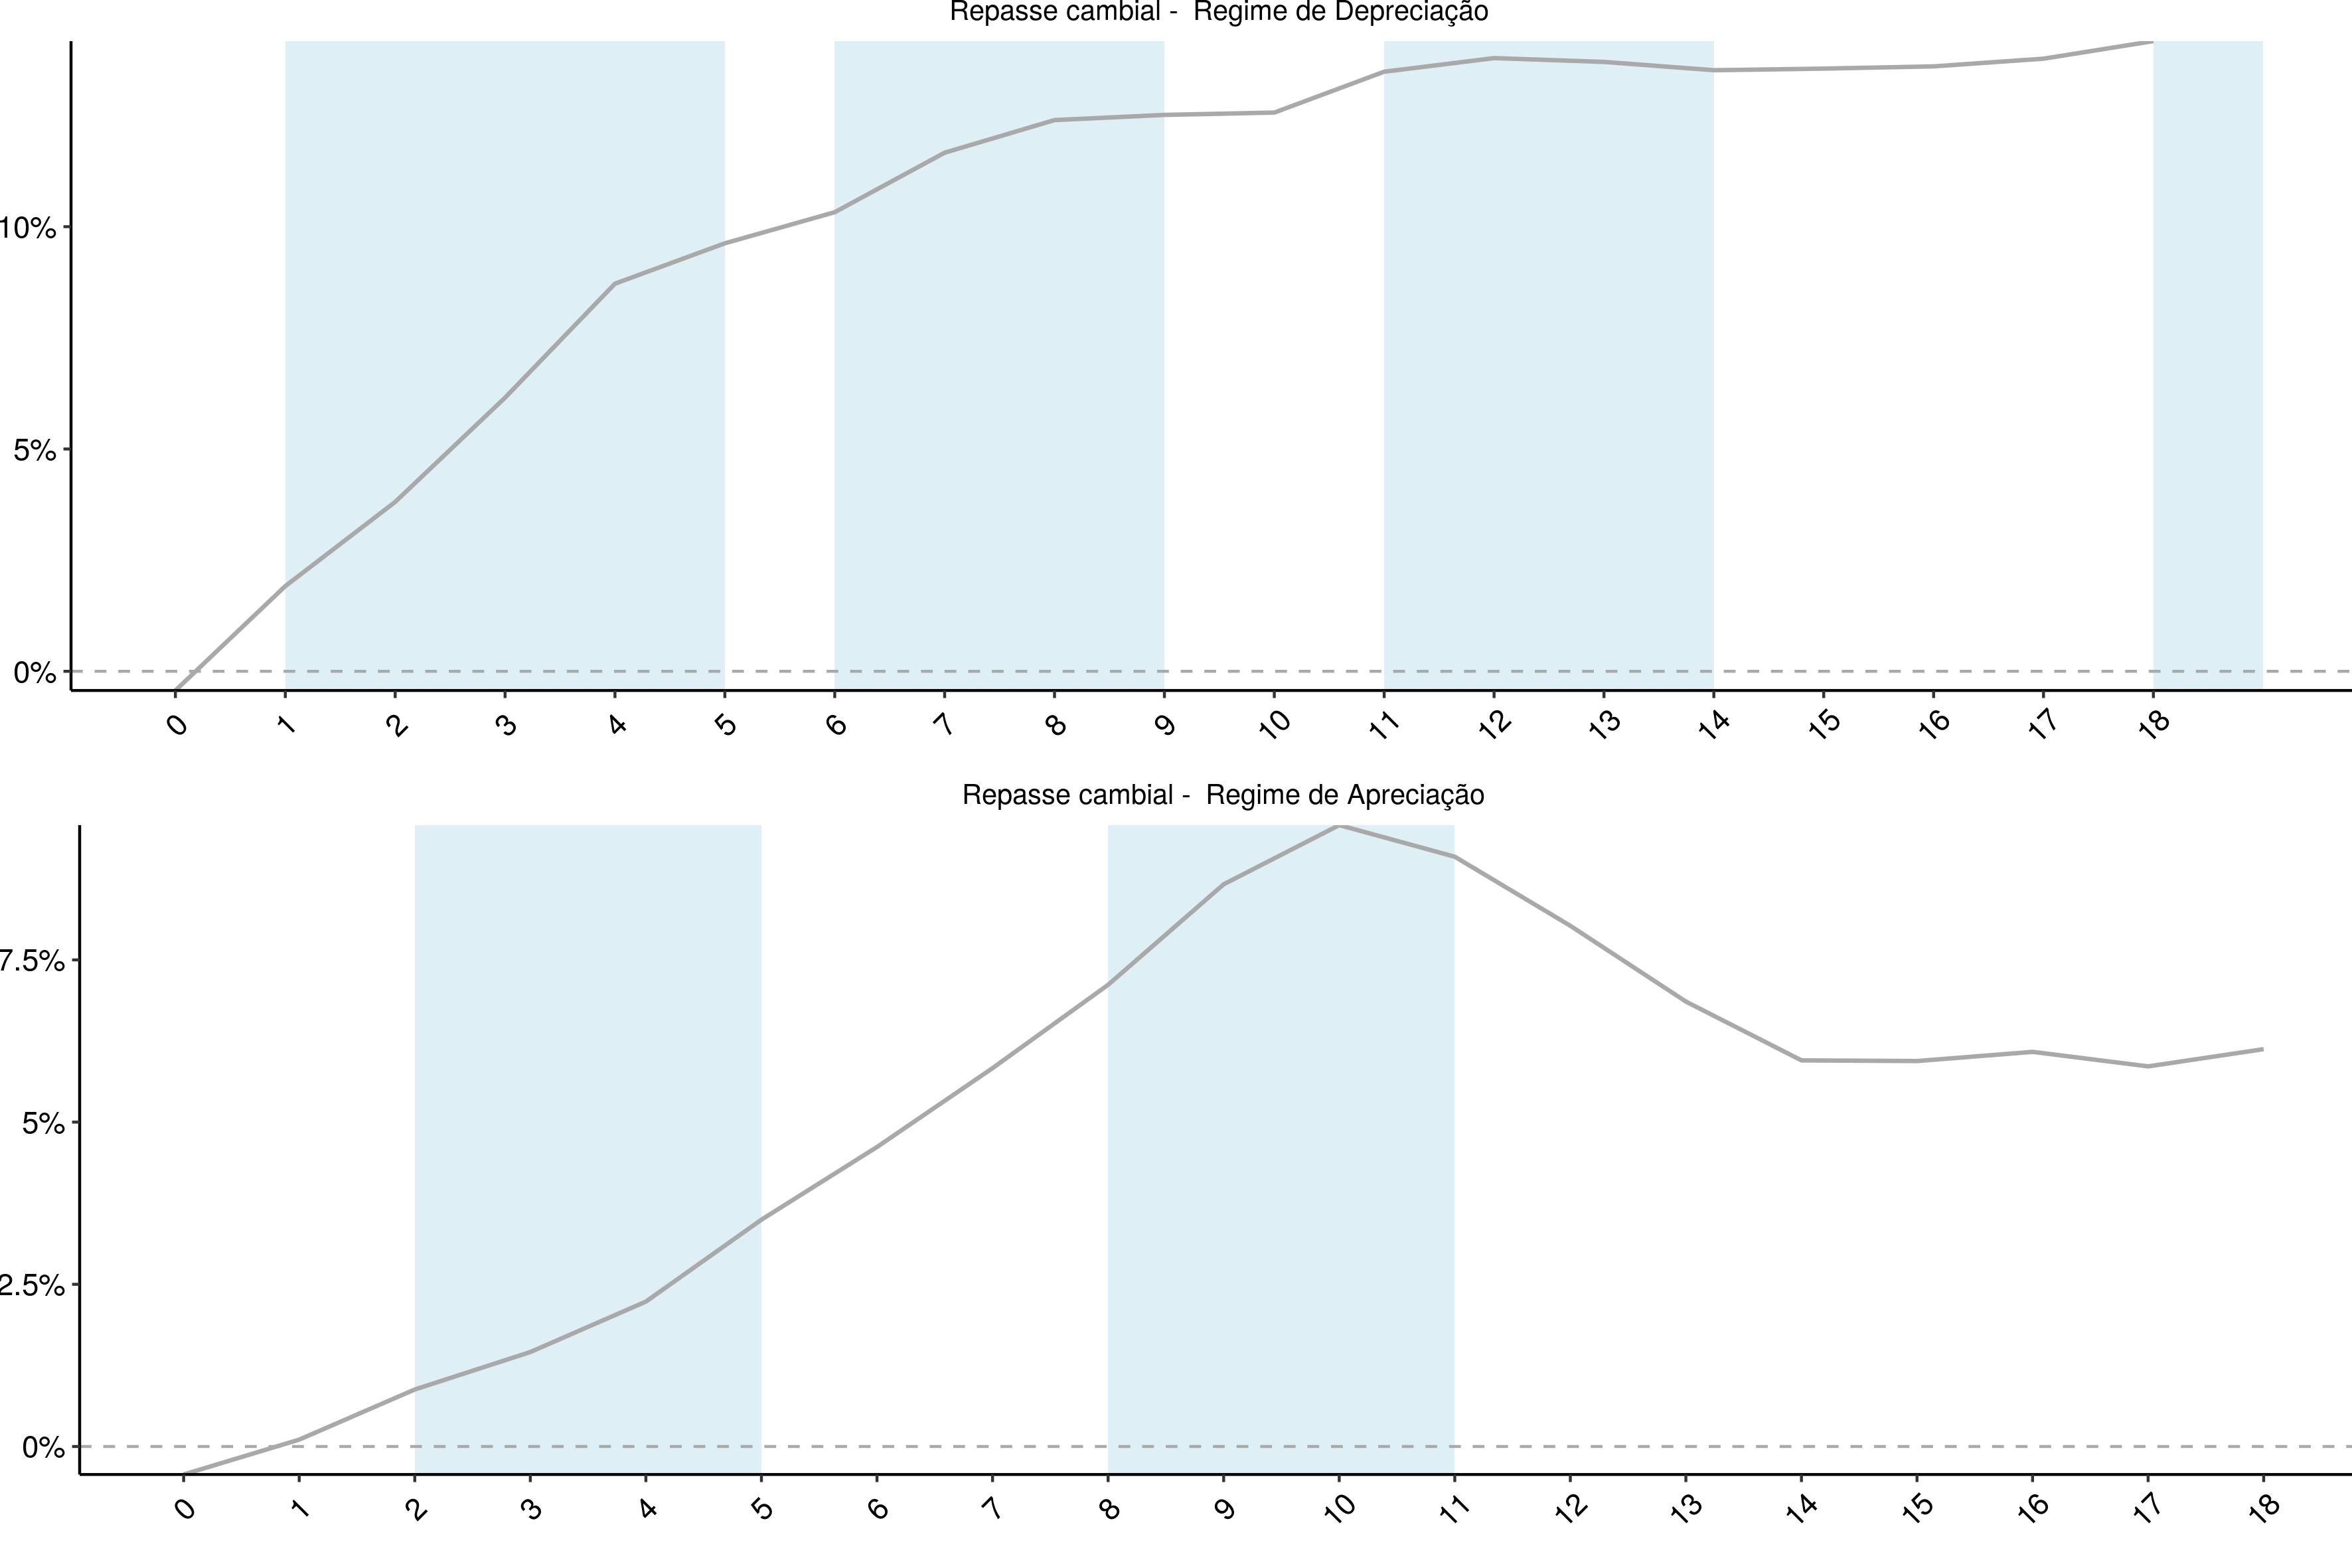 Repasse cambial -  Regime de Depreciação
10%
5%
0%
0 1 2 3 4 5 6 7 8 9 10 11 12 13 14 15 16 17 18
Repasse cambial -  Regime de Apreciação
7.5%
5%
2.5%
0%
0 1 2 3 4 5 6 7 8 9 10 11 12 13 14 15 16 17 18